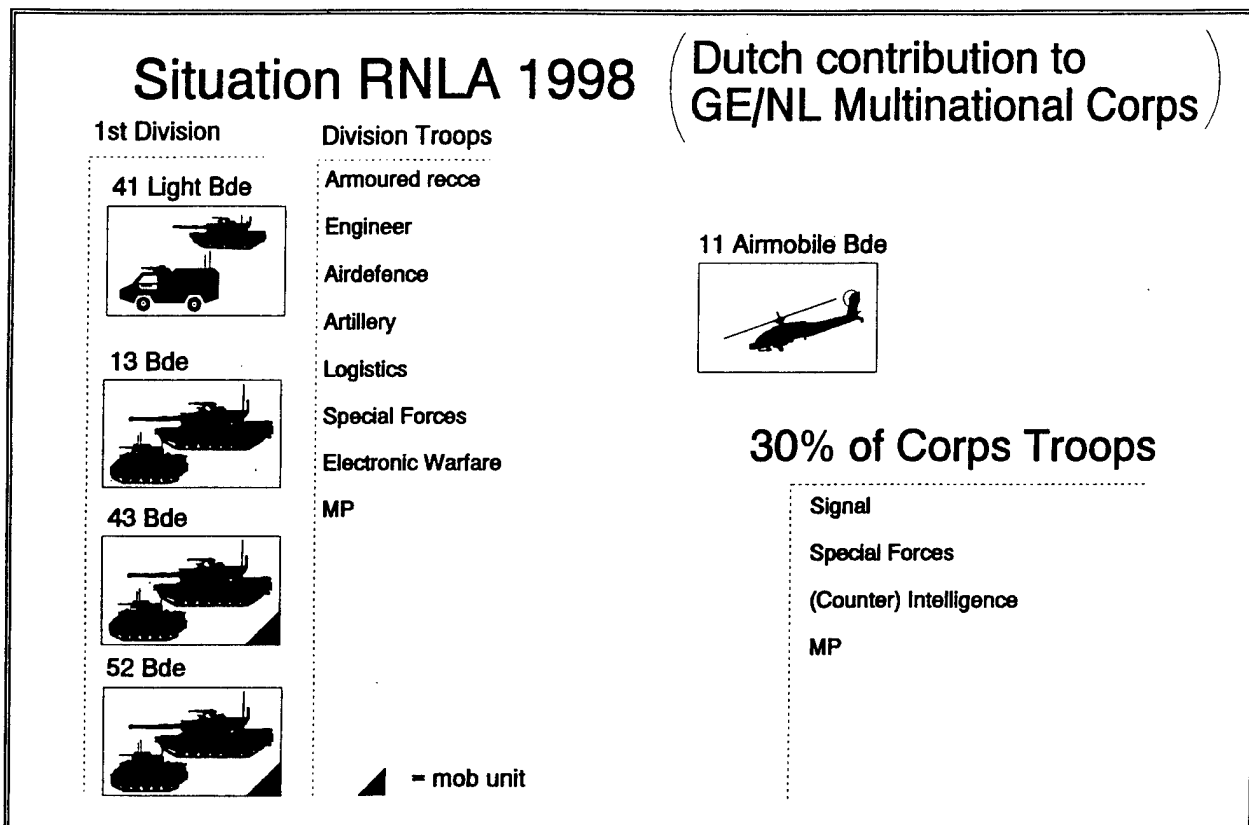 Situation RNLA 1998
Dutch contribution to
GE/NL Multinational Corps
1st Division
41 Light Bde
13 Bde
43 Bde
52 Bde
Division Troops
Armoured recce
Engineer
Airdefence
Artillery
Logistics
Special Forces
Electronic Warfare
MP
= mob unit
11 Airmobile Bde
30% of Corps Troops
Signal
Special Forces
(Counter) Intelligence
MP